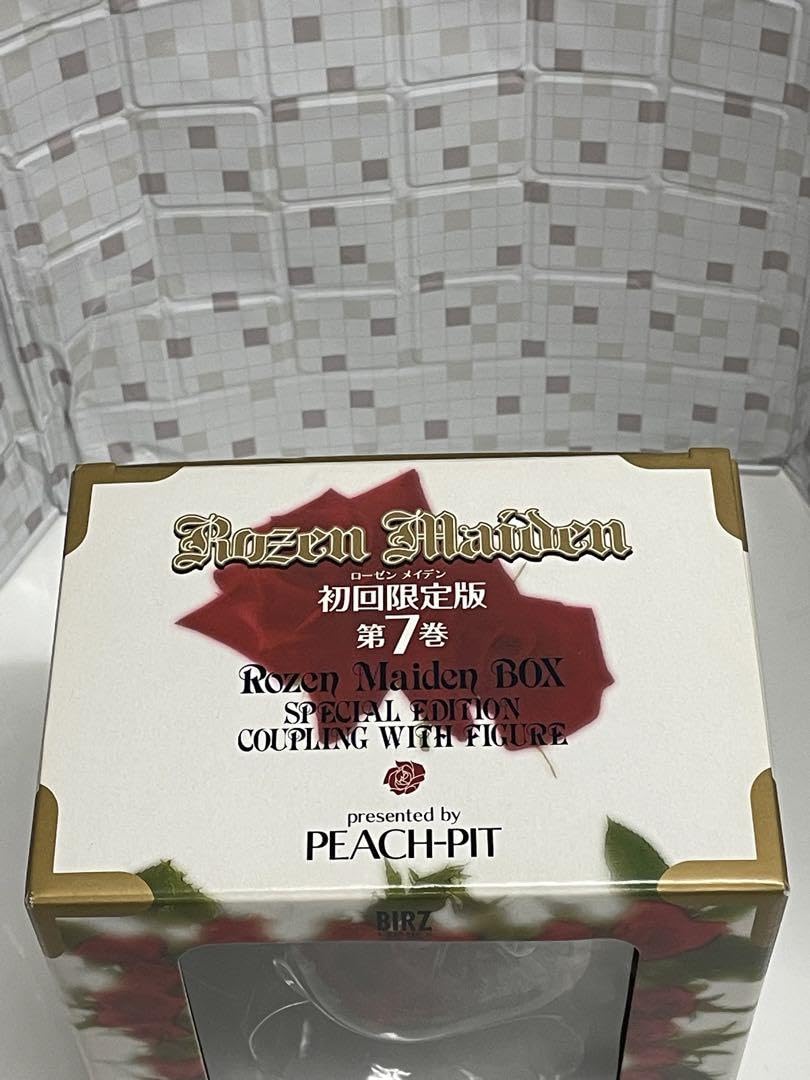 Rozen Maiden
ローゼン メイデン
初回限定版
第7巻
Rozen Maiden BOX
SPECIAL EDITION
COUPLING WITH FIGURE
presented by
PEACH-PIT
BIRZ